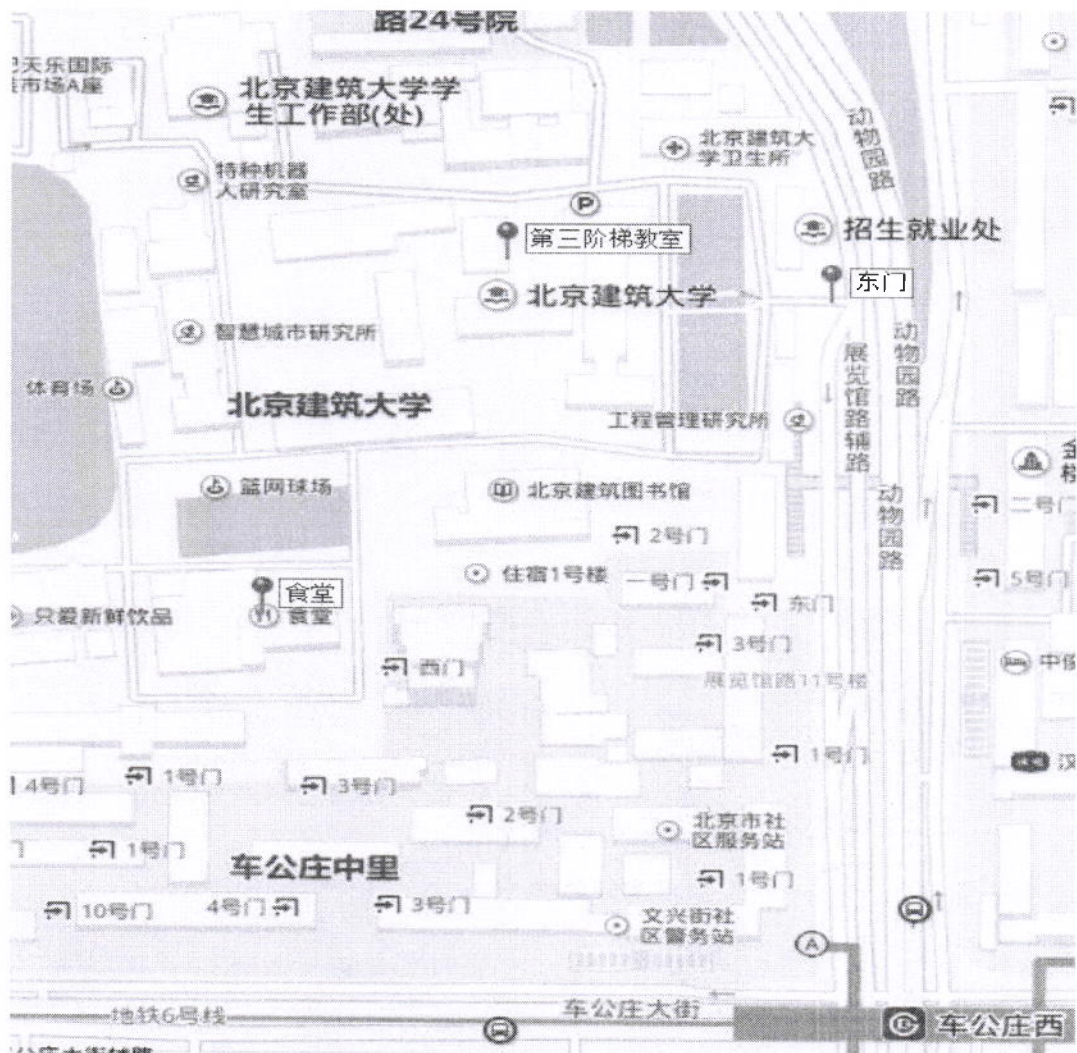 路24号院
天乐国际
市场A座
北京建筑大学学
生工作部(处)
北京建筑大
学卫生所
动物园路
特种机器
人研究室
P
第三阶梯教室
招生就业处
东门
北京建筑大学
智慧城市研究所
动物园路
展览馆路辅路
体育场
北京建筑大学
工程管理研究所
金
篮网球场
北京建筑图书馆
动物园路
二号门
2号门
食堂
住宿1号楼
一号门
5号门
东门
只爱新鲜饮品
食堂
3号门
西门
展览馆路11号楼
中
1号门
汉
4号门
1号门
3号门
2号门
北京市社
区服务站
1号门
车公庄中里
1号门
10号门
4号门
3号门
文兴街社
区警务站
A
地铁6号线
车公庄大街
车公庄西
公庄大街辅路